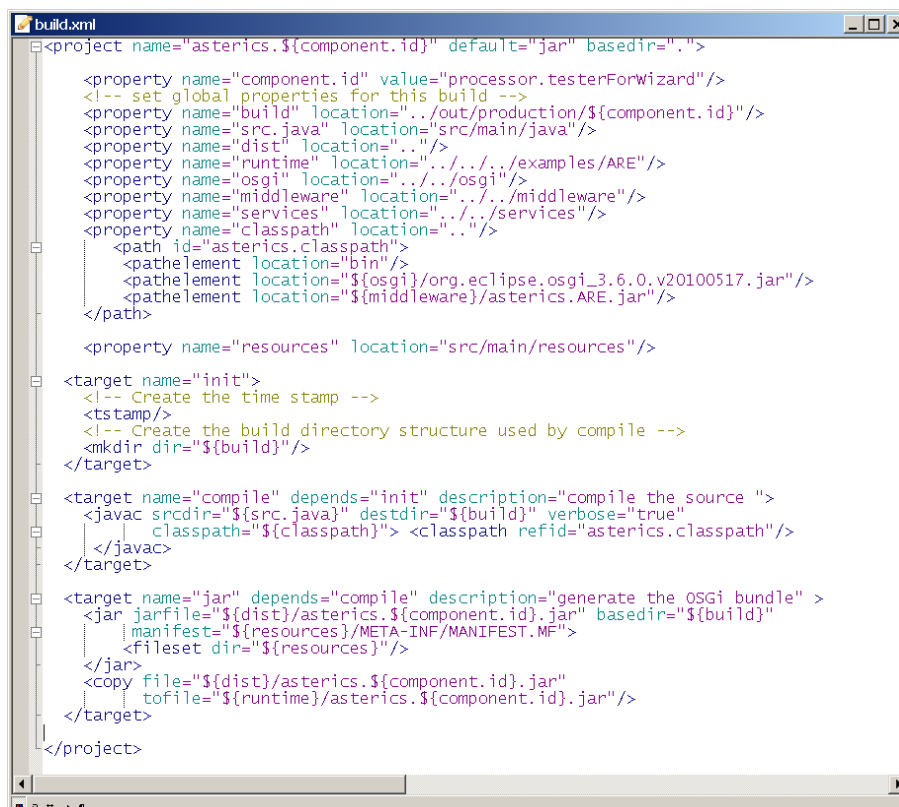 build.xml
<project name="asterics.${component.id}" default="jar" basedir=".">
<property name="component.id" value="processor.testerForWizard"/>
<!-- set global properties for this build -->
<property name="build" location="../out/production/${component.id}"/>
<property name="src.java" location="src/main/java"/>
<property name="dist" location=".."/>
<property name="runtime" location="../../../examples/ARE"/>
<property name="osgi" location="../../osgi"/>
<property name="middleware" location="../../middleware"/>
<property name="services" location="../../services"/>
<property name="classpath" location=".."/>
<path id="asterics.classpath">
<pathelement location="bin"/>
<pathelement location="${osgi}/org.eclipse.osgi_3.6.0.v20100517.jar"/>
<pathelement location="${middleware}/asterics.ARE.jar"/>
</path>
<property name="resources" location="src/main/resources"/>
<target name="init">
<!-- Create the time stamp -->
<tstamp/>
<!-- Create the build directory structure used by compile -->
<mkdir dir="${build}"/>
</target>
<target name="compile" depends="init" description="compile the source ">
<javac srcdir="${src.java}" destdir="${build}" verbose="true"
classpath="${classpath}"> <classpath refid="asterics.classpath"/>
</javac>
</target>
<target name="jar" depends="compile" description="generate the OSGi bundle" >
<jar jarfile="${dist}/asterics.${component.id}.jar" basedir="${build}"
manifest="${resources}/META-INF/MANIFEST.MF">
<fileset dir="${resources}"/>
</jar>
<copy file="${dist}/asterics.${component.id}.jar"
tofile="${runtime}/asterics.${component.id}.jar"/>
</target>
</project>